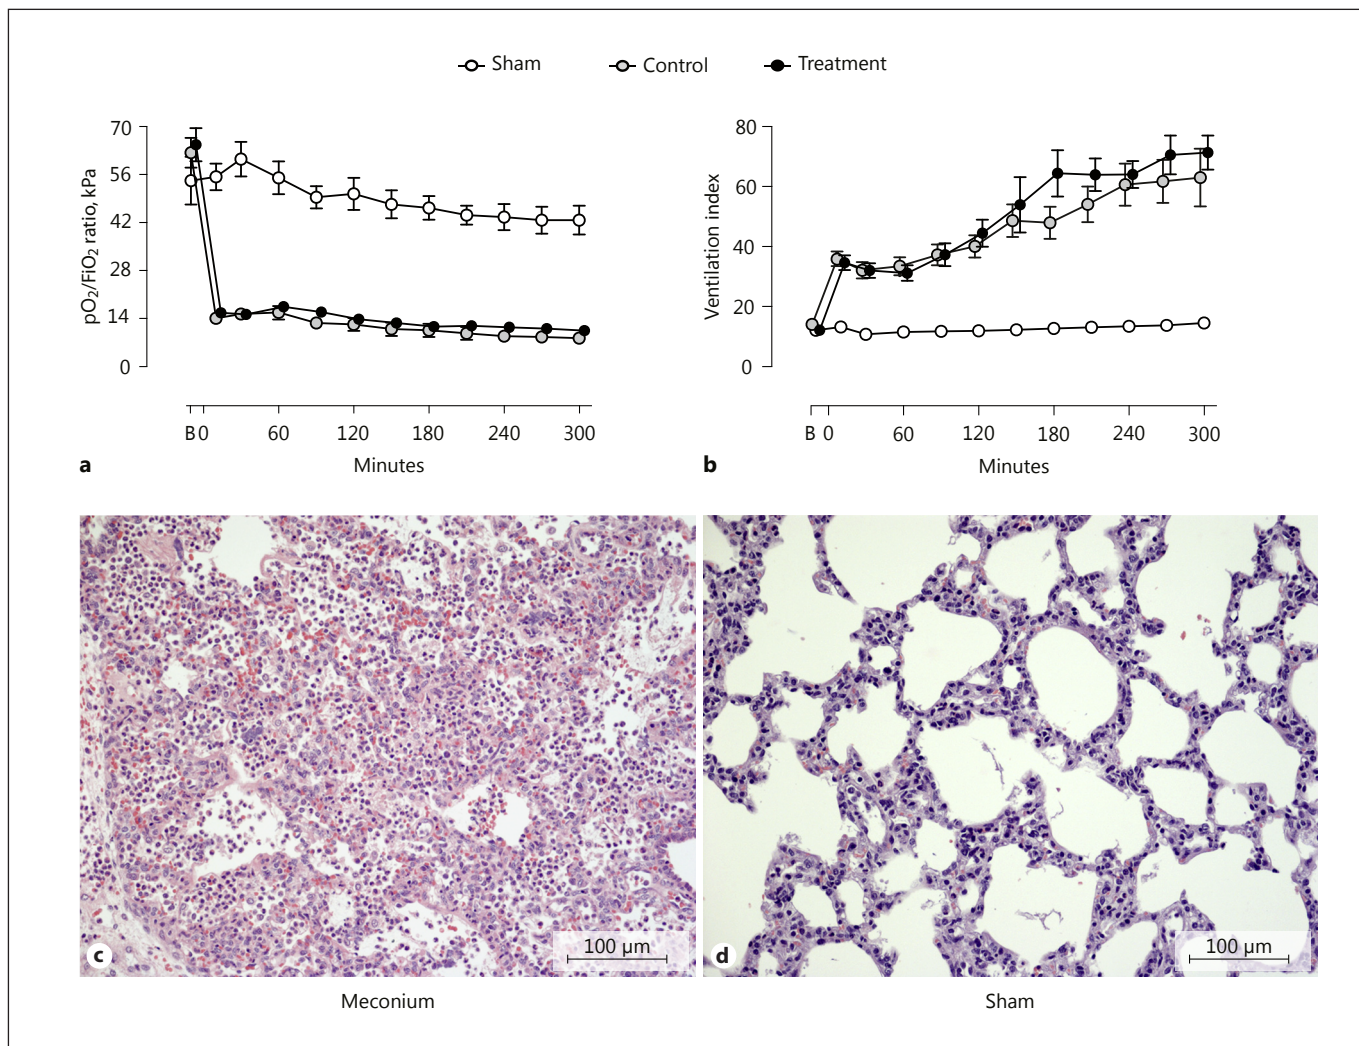 Sham Control Treatment
70
56
42
28
14
0
pO2/FiO2 ratio, kPa
B 0 60 120 180 240 300
Minutes
a
80
60
40
20
0
Ventilation index
B 0 60 120 180 240 300
Minutes
b
c
100 µm
Meconium
d
100 µm
Sham